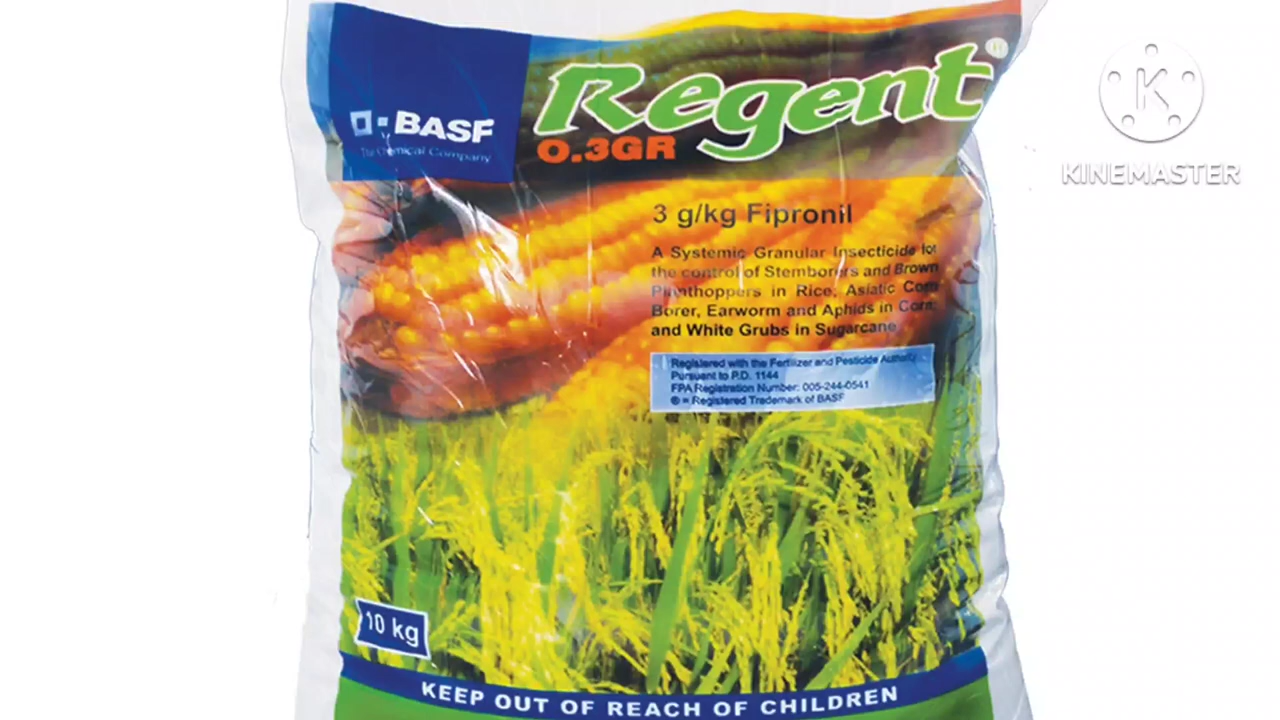 BASF
The Chemical Company
Regent®
0.3GR
3 g/kg Fipronil
A Systemic Granular Insecticide for
the control of Stemborers and Brown
Planthoppers in Rice; Asiatic Corn
Borer, Earworm and Aphids in Corn;
and White Grubs in Sugarcane
Registered with the Fertilizer and Pesticide Authority
Pursuant to P.D. 1144
FPA Registration Number: 005-244-0541
® = Registered Trademark of BASF
10 kg
KEEP OUT OF REACH OF CHILDREN
K
KINEMASTER